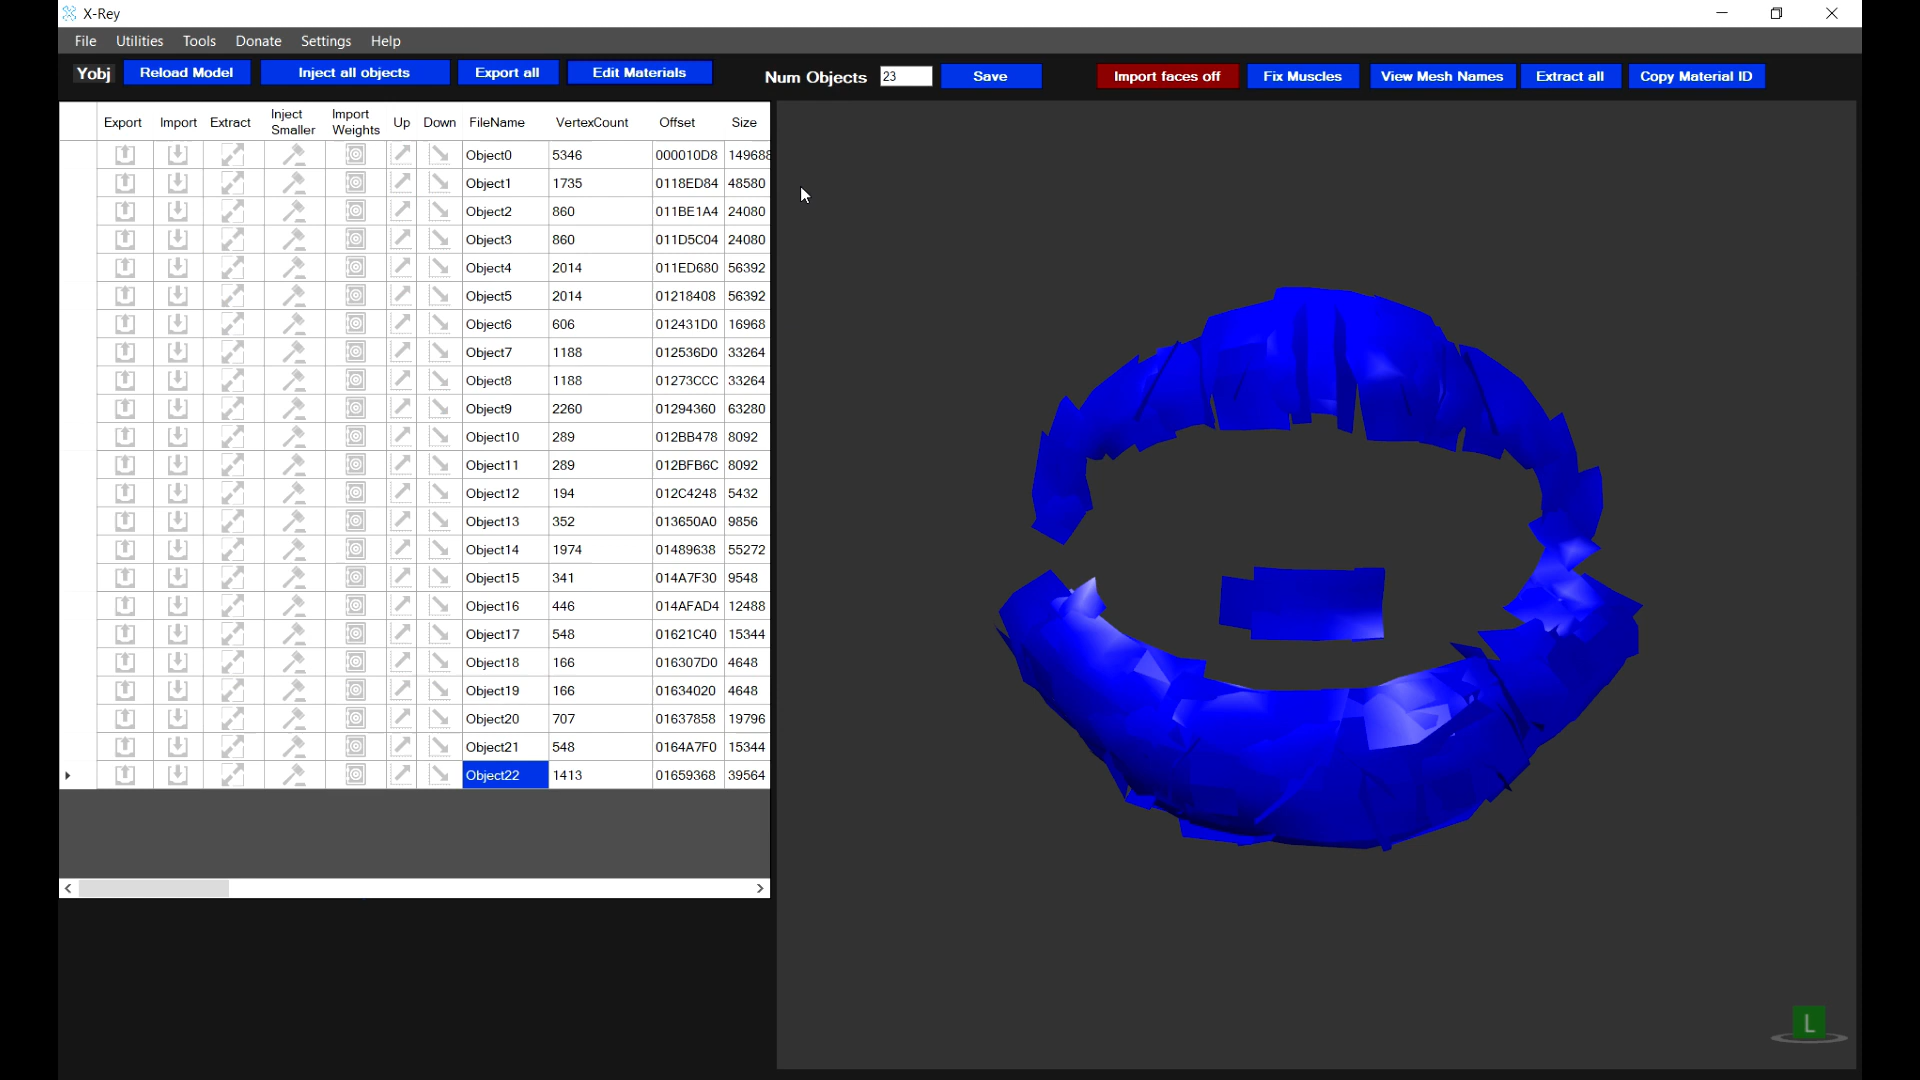 X-Rey
File Utilities Tools Donate Settings Help
Yobj Reload Model Inject all objects Export all Edit Materials Num Objects 23 Save Import faces off Fix Muscles View Mesh Names Extract all Copy Material ID
Export Import Extract Inject Smaller Import Weights Up Down FileName VertexCount Offset Size
Object0 5346 000010D8 149688
Object1 1735 0118ED84 48580
Object2 860 011BE1A4 24080
Object3 860 011D5C04 24080
Object4 2014 011ED680 56392
Object5 2014 01218408 56392
Object6 606 012431D0 16968
Object7 1188 012536D0 33264
Object8 1188 01273CCC 33264
Object9 2260 01294360 63280
Object10 289 012BB478 8092
Object11 289 012BFB6C 8092
Object12 194 012C4248 5432
Object13 352 013650A0 9856
Object14 1974 01489638 55272
Object15 341 014A7F30 9548
Object16 446 014AFAD4 12488
Object17 548 01621C40 15344
Object18 166 016307D0 4648
Object19 166 01634020 4648
Object20 707 01637858 19796
Object21 548 0164A7F0 15344
Object22 1413 01659368 39564
L